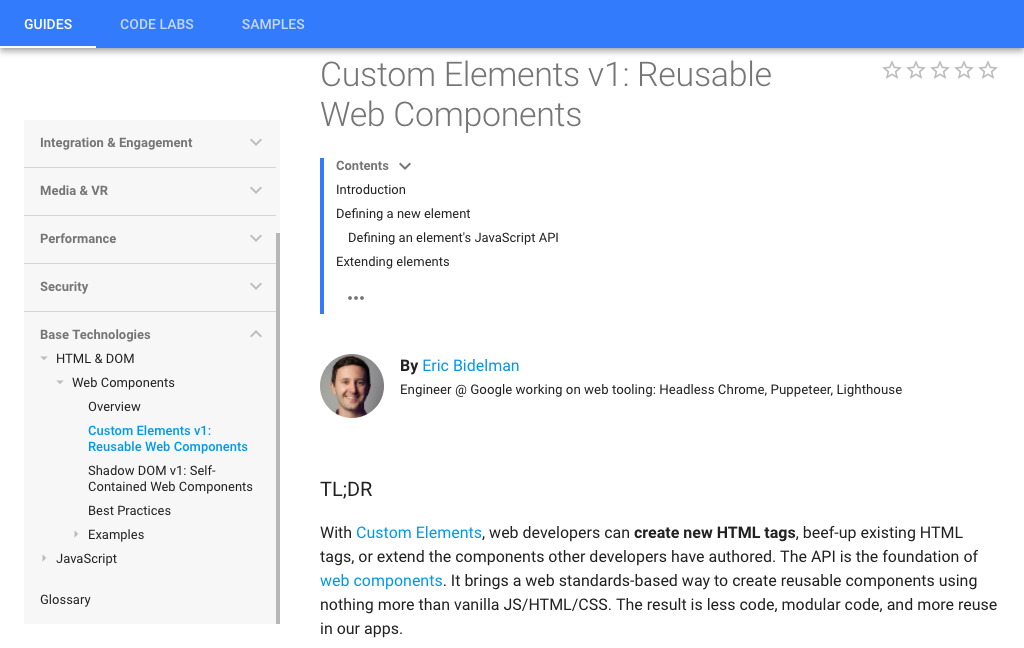 GUIDES CODE LABS SAMPLES
Custom Elements v1: Reusable
Web Components
Integration & Engagement
Media & VR
Performance
Security
Base Technologies
HTML & DOM
Web Components
Overview
Custom Elements v1:
Reusable Web Components
Shadow DOM v1: Self-
Contained Web Components
Best Practices
Examples
JavaScript
Glossary
Contents
Introduction
Defining a new element
Defining an element's JavaScript API
Extending elements
By Eric Bidelman
Engineer @ Google working on web tooling: Headless Chrome, Puppeteer, Lighthouse
TL;DR
With Custom Elements, web developers can create new HTML tags, beef-up existing HTML
tags, or extend the components other developers have authored. The API is the foundation of
web components. It brings a web standards-based way to create reusable components using
nothing more than vanilla JS/HTML/CSS. The result is less code, modular code, and more reuse
in our apps.